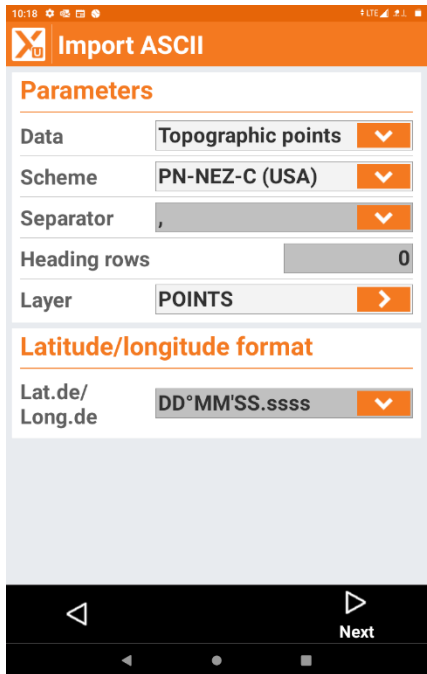 10:18 LTE
X U Import ASCII
Parameters
Data Topographic points
Scheme PN-NEZ-C (USA)
Separator ,
Heading rows 0
Layer POINTS
Latitude/longitude format
Lat.de/
Long.de DD°MM'SS.ssss
Next